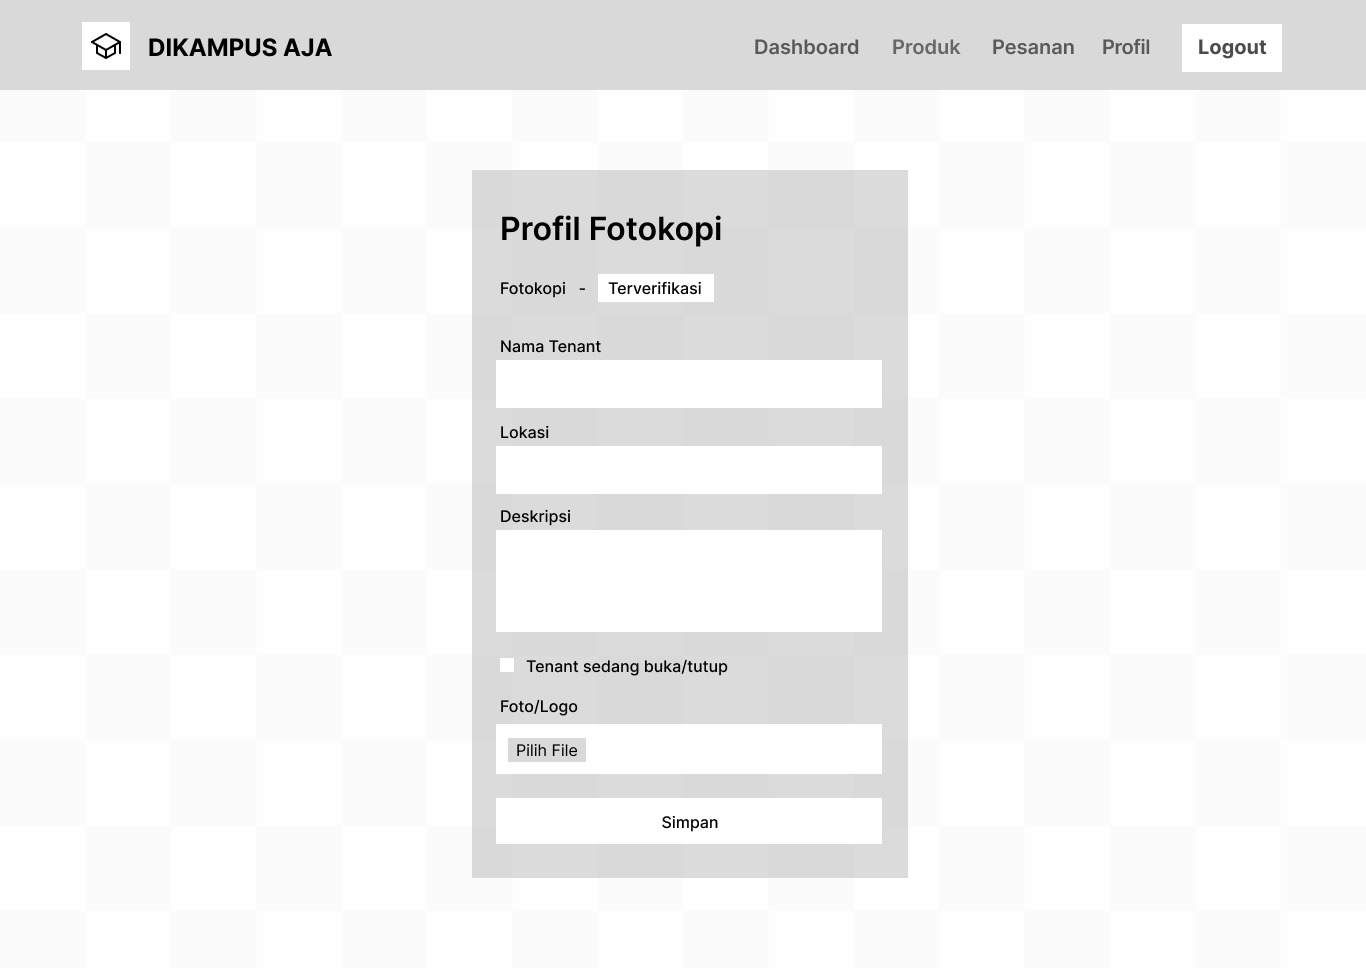 DIKAMPUS AJA Dashboard Produk Pesanan Profil Logout
Profil Fotokopi
Fotokopi - Terverifikasi
Nama Tenant
Lokasi
Deskripsi
Tenant sedang buka/tutup
Foto/Logo
Pilih File
Simpan